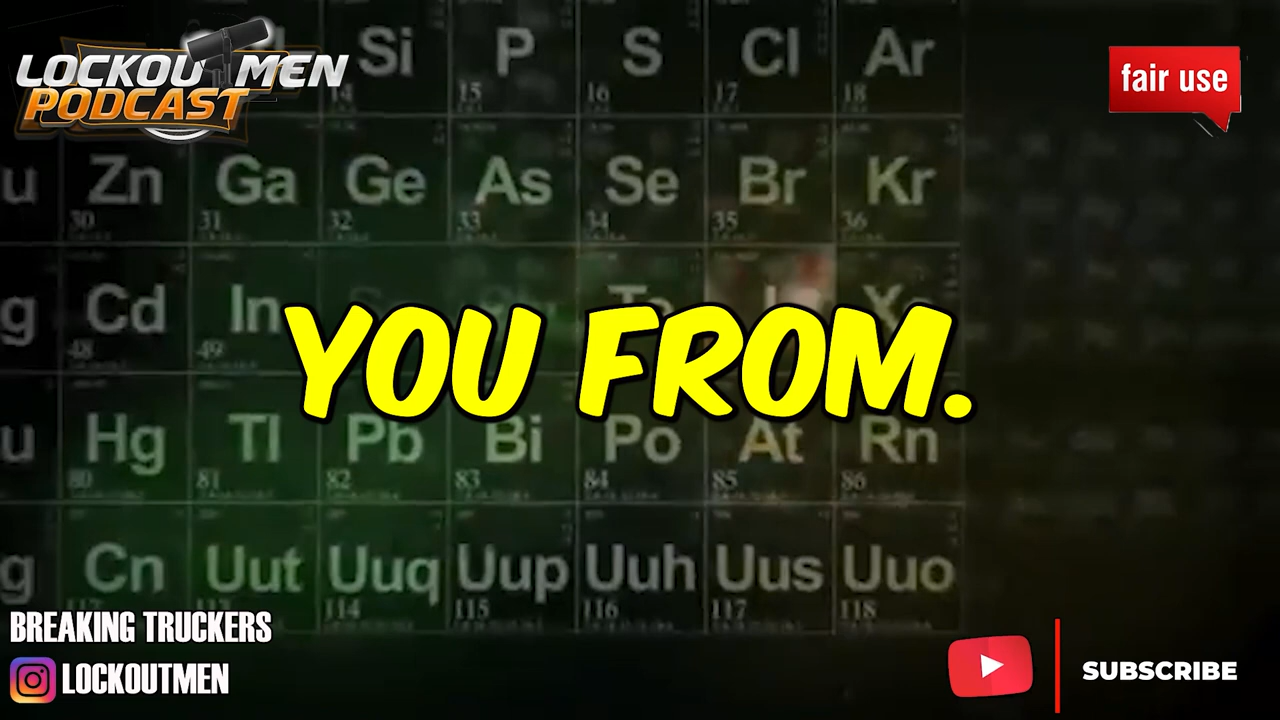 LOCKOUTMEN
PODCAST
fair use
Si P S Cl Ar
14 15 16 17 18
u Zn Ga Ge As Se Br Kr
30 31 32 33 34 35 36
g Cd In
48 49
YOU FROM.
u Hg Tl Pb Bi Po At Rn
80 81 82 83 84 85 86
g Cn Uut Uuq Uup Uuh Uus Uuo
114 115 116 117 118
BREAKING TRUCKERS
LOCKOUTMEN
SUBSCRIBE